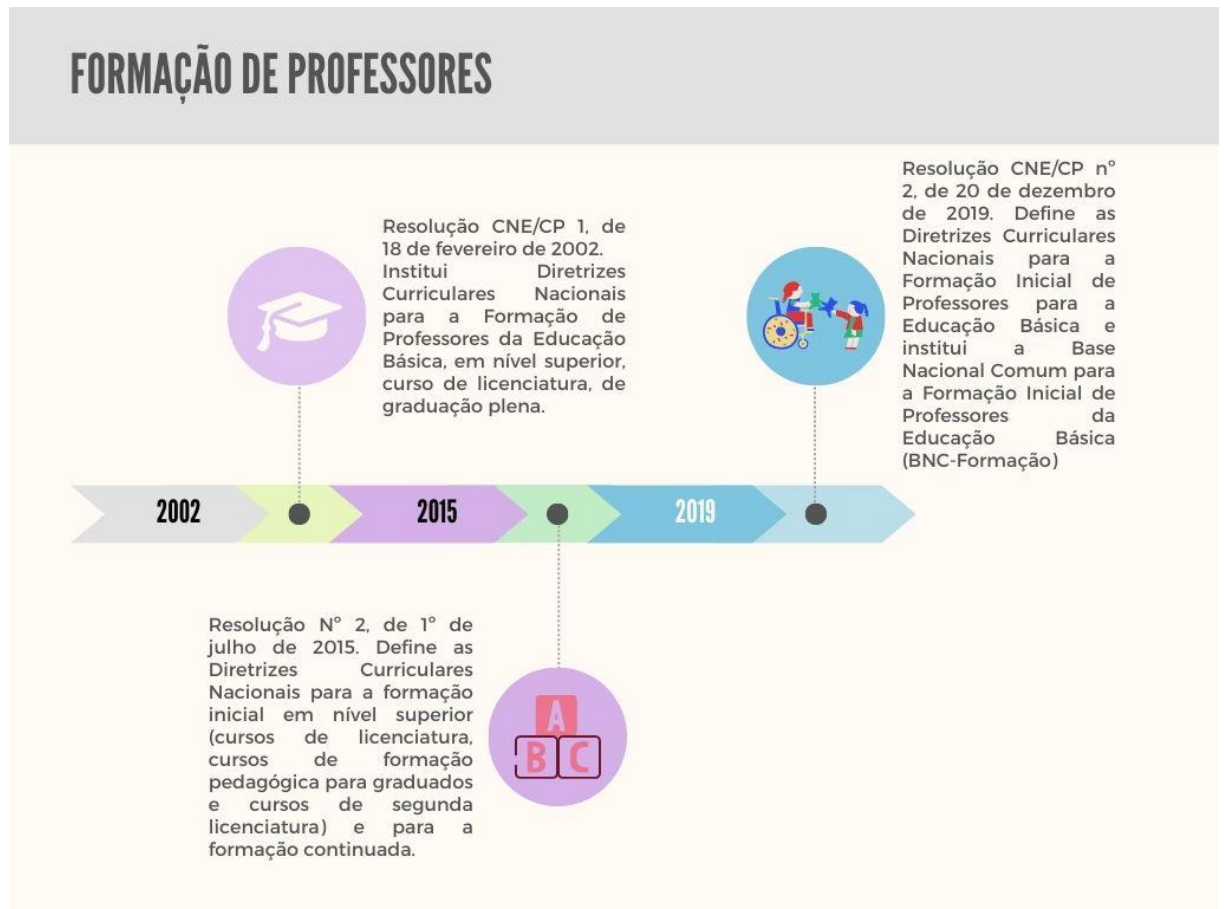 FORMAÇÃO DE PROFESSORES
Resolução CNE/CP 1, de
18 de fevereiro de 2002.
Institui Diretrizes
Curriculares Nacionais
para a Formação de
Professores da Educação
Básica, em nível superior,
curso de licenciatura, de
graduação plena.
Resolução CNE/CP nº
2, de 20 de dezembro
de 2019. Define as
Diretrizes Curriculares
Nacionais para a
Formação Inicial de
Professores para a
Educação Básica e
institui a Base
Nacional Comum para
a Formação Inicial de
Professores da
Educação Básica
(BNC-Formação)
2002
2015
2019
Resolução Nº 2, de 1º de
julho de 2015. Define as
Diretrizes Curriculares
Nacionais para a formação
inicial em nível superior
(cursos de licenciatura,
cursos de formação
pedagógica para graduados
e cursos de segunda
licenciatura) e para a
formação continuada.
A
B C